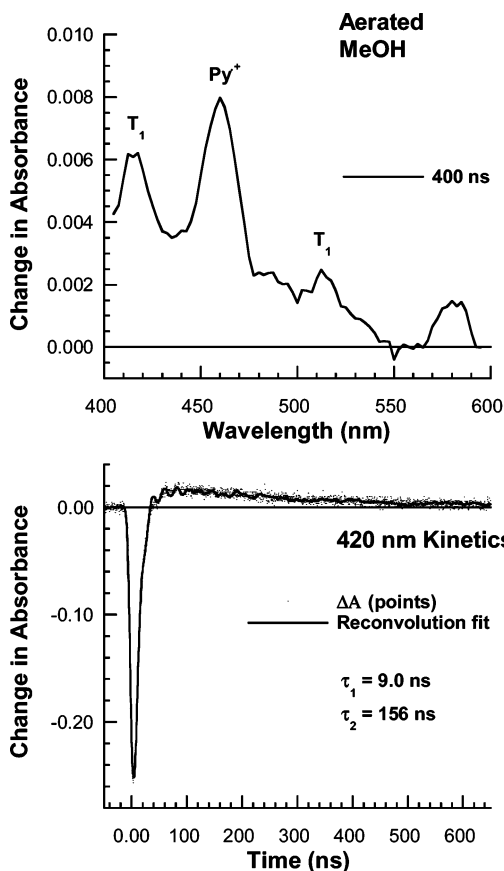 Aerated
MeOH
0.010
0.008
0.006
0.004
0.002
0.000
Change in Absorbance
T1
Py·+
T1
400 ns
400
450
500
550
600
Wavelength (nm)
0.00
-0.10
-0.20
Change in Absorbance
420 nm Kinetics
ΔA (points)
Reconvolution fit
τ1 = 9.0 ns
τ2 = 156 ns
0.00
100
200
300
400
500
600
Time (ns)